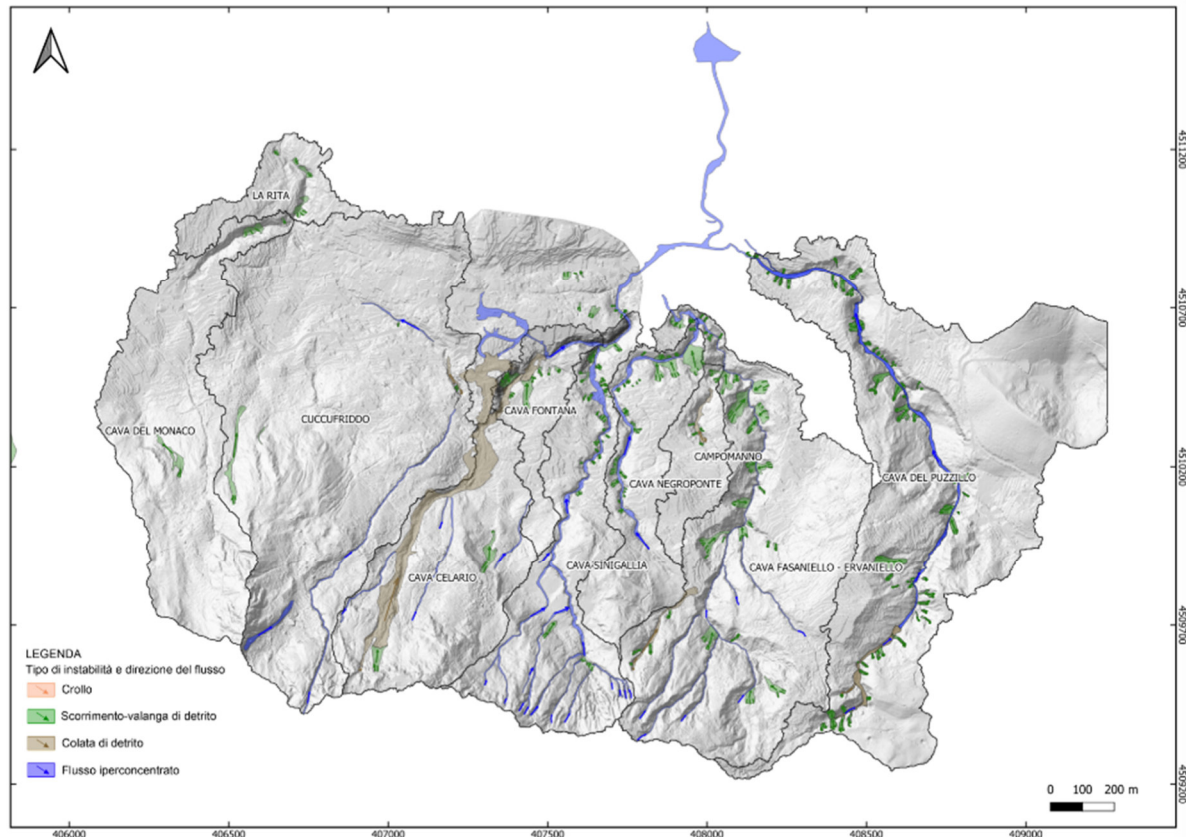 4511200
LA RITA
4510700
CUCCUFRIDDO
CAVA DEL MONACO
CAVA FONTANA
CAMPOMANNO
4510200
CAVA NEGROPONTE
CAVA DEL PUZZILLO
CAVA CELARIO
CAVA SINIGALLIA
CAVA FASANIELLO - ERVANIELLO
4509700
LEGENDA
Tipo di instabilità e direzione del flusso
Crollo
Scorrimento-valanga di detrito
Colata di detrito
Flusso iperconcentrato
0 100 200 m
4509200
406000 406500 407000 407500 408000 408500 409000